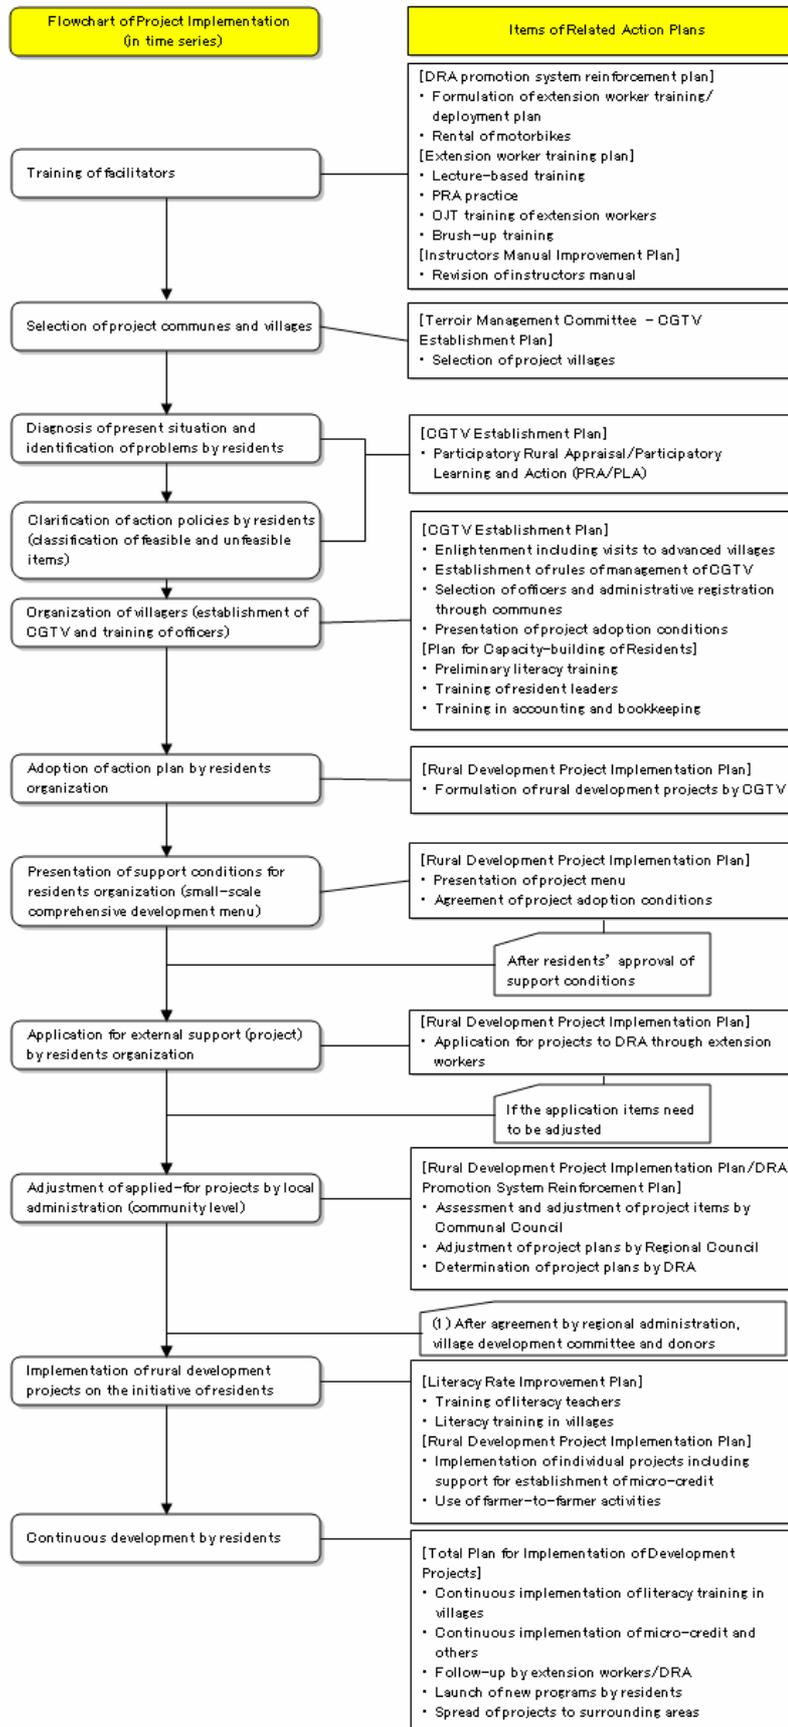 Flowchart of Project Implementation
(in time series)
Items of Related Action Plans
Training of facilitators
[DRA promotion system reinforcement plan]
・ Formulation of extension worker training/
deployment plan
・ Rental of motorbikes
[Extension worker training plan]
・ Lecture-based training
・ PRA practice
・ OJT training of extension workers
・ Brush-up training
[Instructors Manual Improvement Plan]
・ Revision of instructors manual
Selection of project communes and villages
[Terroir Management Committee - CGTV
Establishment Plan]
・ Selection of project villages
Diagnosis of present situation and
identification of problems by residents
[CGTV Establishment Plan]
・ Participatory Rural Appraisal/Participatory
Learning and Action (PRA/PLA)
Clarification of action policies by residents
(classification of feasible and unfeasible
items)
Organization of villagers (establishment of
CGTV and training of officers)
[CGTV Establishment Plan]
・ Enlightenment including visits to advanced villages
・ Establishment of rules of management of CGTV
・ Selection of officers and administrative registration
through communes
・ Presentation of project adoption conditions
[Plan for Capacity-building of Residents]
・ Preliminary literacy training
・ Training of resident leaders
・ Training in accounting and bookkeeping
Adoption of action plan by residents
organization
[Rural Development Project Implementation Plan]
・ Formulation of rural development projects by CGTV
Presentation of support conditions for
residents organization (small-scale
comprehensive development menu)
[Rural Development Project Implementation Plan]
・ Presentation of project menu
・ Agreement of project adoption conditions
After residents' approval of
support conditions
Application for external support (project)
by residents organization
[Rural Development Project Implementation Plan]
・ Application for projects to DRA through extension
workers
If the application items need
to be adjusted
Adjustment of applied-for projects by local
administration (community level)
[Rural Development Project Implementation Plan/DRA
Promotion System Reinforcement Plan]
・ Assessment and adjustment of project items by
Communal Council
・ Adjustment of project plans by Regional Council
・ Determination of project plans by DRA
(1) After agreement by regional administration,
village development committee and donors
Implementation of rural development
projects on the initiative of residents
[Literacy Rate Improvement Plan]
・ Training of literacy teachers
・ Literacy training in villages
[Rural Development Project Implementation Plan]
・ Implementation of individual projects including
support for establishment of micro-credit
・ Use of farmer-to-farmer activities
Continuous development by residents
[Total Plan for Implementation of Development
Projects]
・ Continuous implementation of literacy training in
villages
・ Continuous implementation of micro-credit and
others
・ Follow-up by extension workers/DRA
・ Launch of new programs by residents
・ Spread of projects to surrounding areas